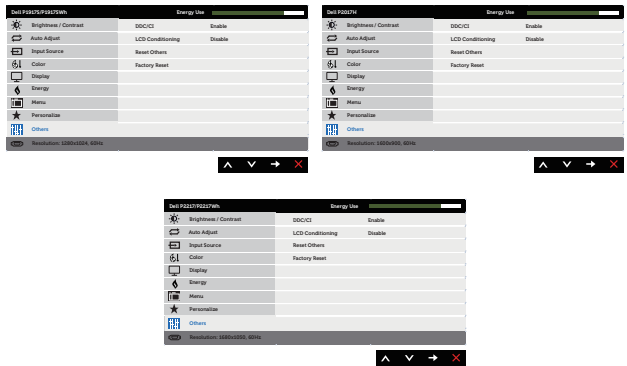 Dell P1917S/P1917SWh Energy Use
Brightness / Contrast DDC/CI Enable
Auto Adjust LCD Conditioning Disable
Input Source Reset Others
Color Factory Reset
Display
Energy
Menu
Personalize
Others
Resolution: 1280x1024, 60Hz
Dell P2017H Energy Use
Brightness / Contrast DDC/CI Enable
Auto Adjust LCD Conditioning Disable
Input Source Reset Others
Color Factory Reset
Display
Energy
Menu
Personalize
Others
Resolution: 1600x900, 60Hz
Dell P2217/P2217Wh Energy Use
Brightness / Contrast DDC/CI Enable
Auto Adjust LCD Conditioning Disable
Input Source Reset Others
Color Factory Reset
Display
Energy
Menu
Personalize
Others
Resolution: 1680x1050, 60Hz